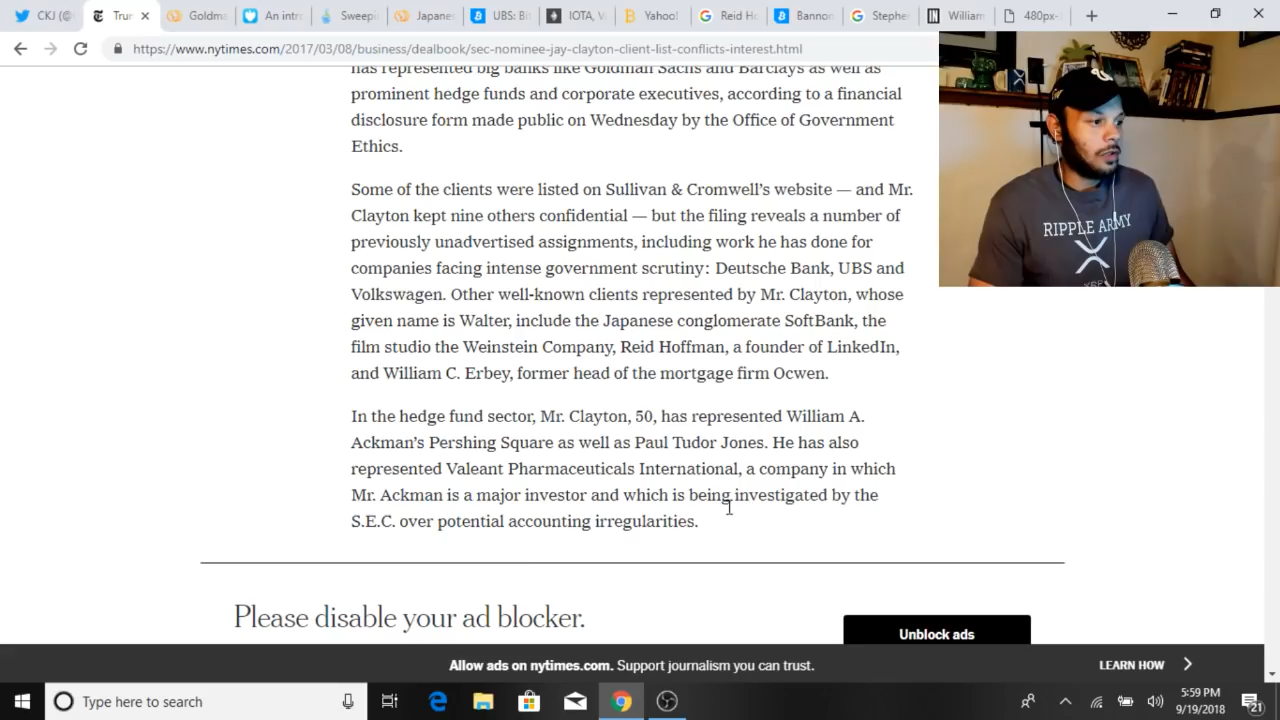 CKJ (@
Trum
Goldma
An intro
Sweepin
Japanes
UBS: Bit
IOTA, V
Yahoo!
Reid Ho
Bannon
Stephe
William
480px-
https://www.nytimes.com/2017/03/08/business/dealbook/sec-nominee-jay-clayton-client-list-conflicts-interest.html
has represented big banks like Goldman Sachs and Barclays as well as
prominent hedge funds and corporate executives, according to a financial
disclosure form made public on Wednesday by the Office of Government
Ethics.
Some of the clients were listed on Sullivan & Cromwell's website — and Mr.
Clayton kept nine others confidential — but the filing reveals a number of
previously unadvertised assignments, including work he has done for
companies facing intense government scrutiny: Deutsche Bank, UBS and
Volkswagen. Other well-known clients represented by Mr. Clayton, whose
given name is Walter, include the Japanese conglomerate SoftBank, the
film studio the Weinstein Company, Reid Hoffman, a founder of LinkedIn,
and William C. Erbey, former head of the mortgage firm Ocwen.
In the hedge fund sector, Mr. Clayton, 50, has represented William A.
Ackman's Pershing Square as well as Paul Tudor Jones. He has also
represented Valeant Pharmaceuticals International, a company in which
Mr. Ackman is a major investor and which is being investigated by the
S.E.C. over potential accounting irregularities.
RIPPLE ARMY
Please disable your ad blocker.
Unblock ads
Allow ads on nytimes.com. Support journalism you can trust.
LEARN HOW
Type here to search
5:59 PM
9/19/2018
21